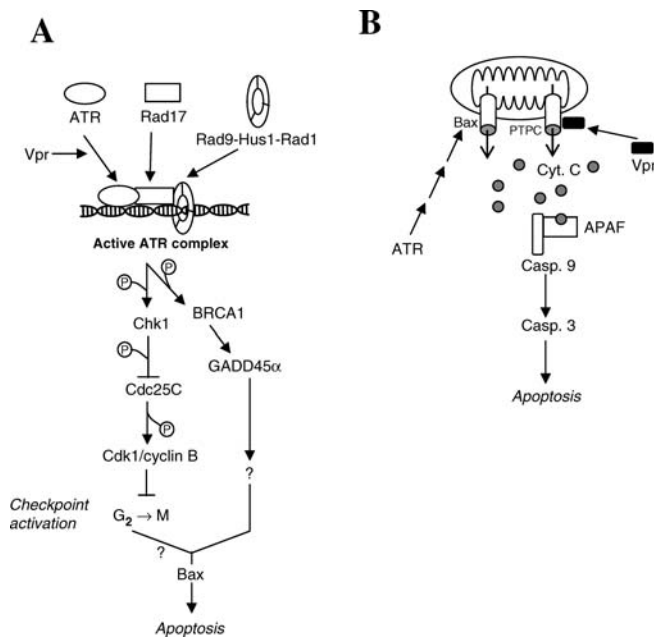 A
ATR
Rad17
Rad9-Hus1-Rad1
Vpr
Active ATR complex
P
P
Chk1
BRCA1
P
GADD45α
Cdc25C
P
Cdk1/cyclin B
?
Checkpoint
activation
G2 → M
?
Bax
Apoptosis
B
Bax
PTPC
Vpr
Cyt. C
ATR
APAF
Casp. 9
Casp. 3
Apoptosis